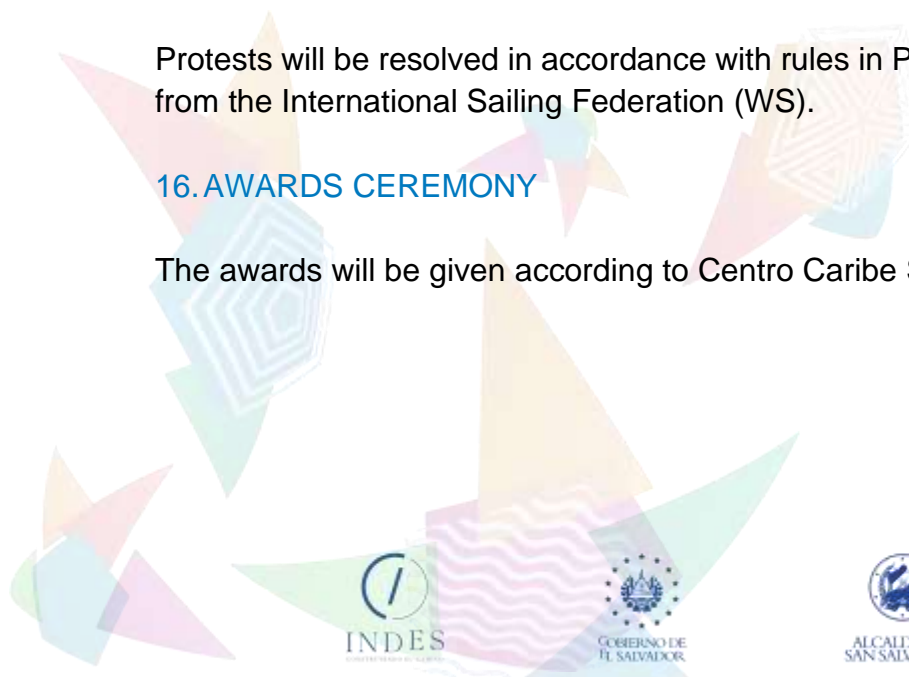 Protests will be resolved in accordance with rules in P
from the International Sailing Federation (WS).
16. AWARDS CEREMONY
The awards will be given according to Centro Caribe S
INDES
GOBIERNO DE
EL SALVADOR
ALCALD
SAN SALV